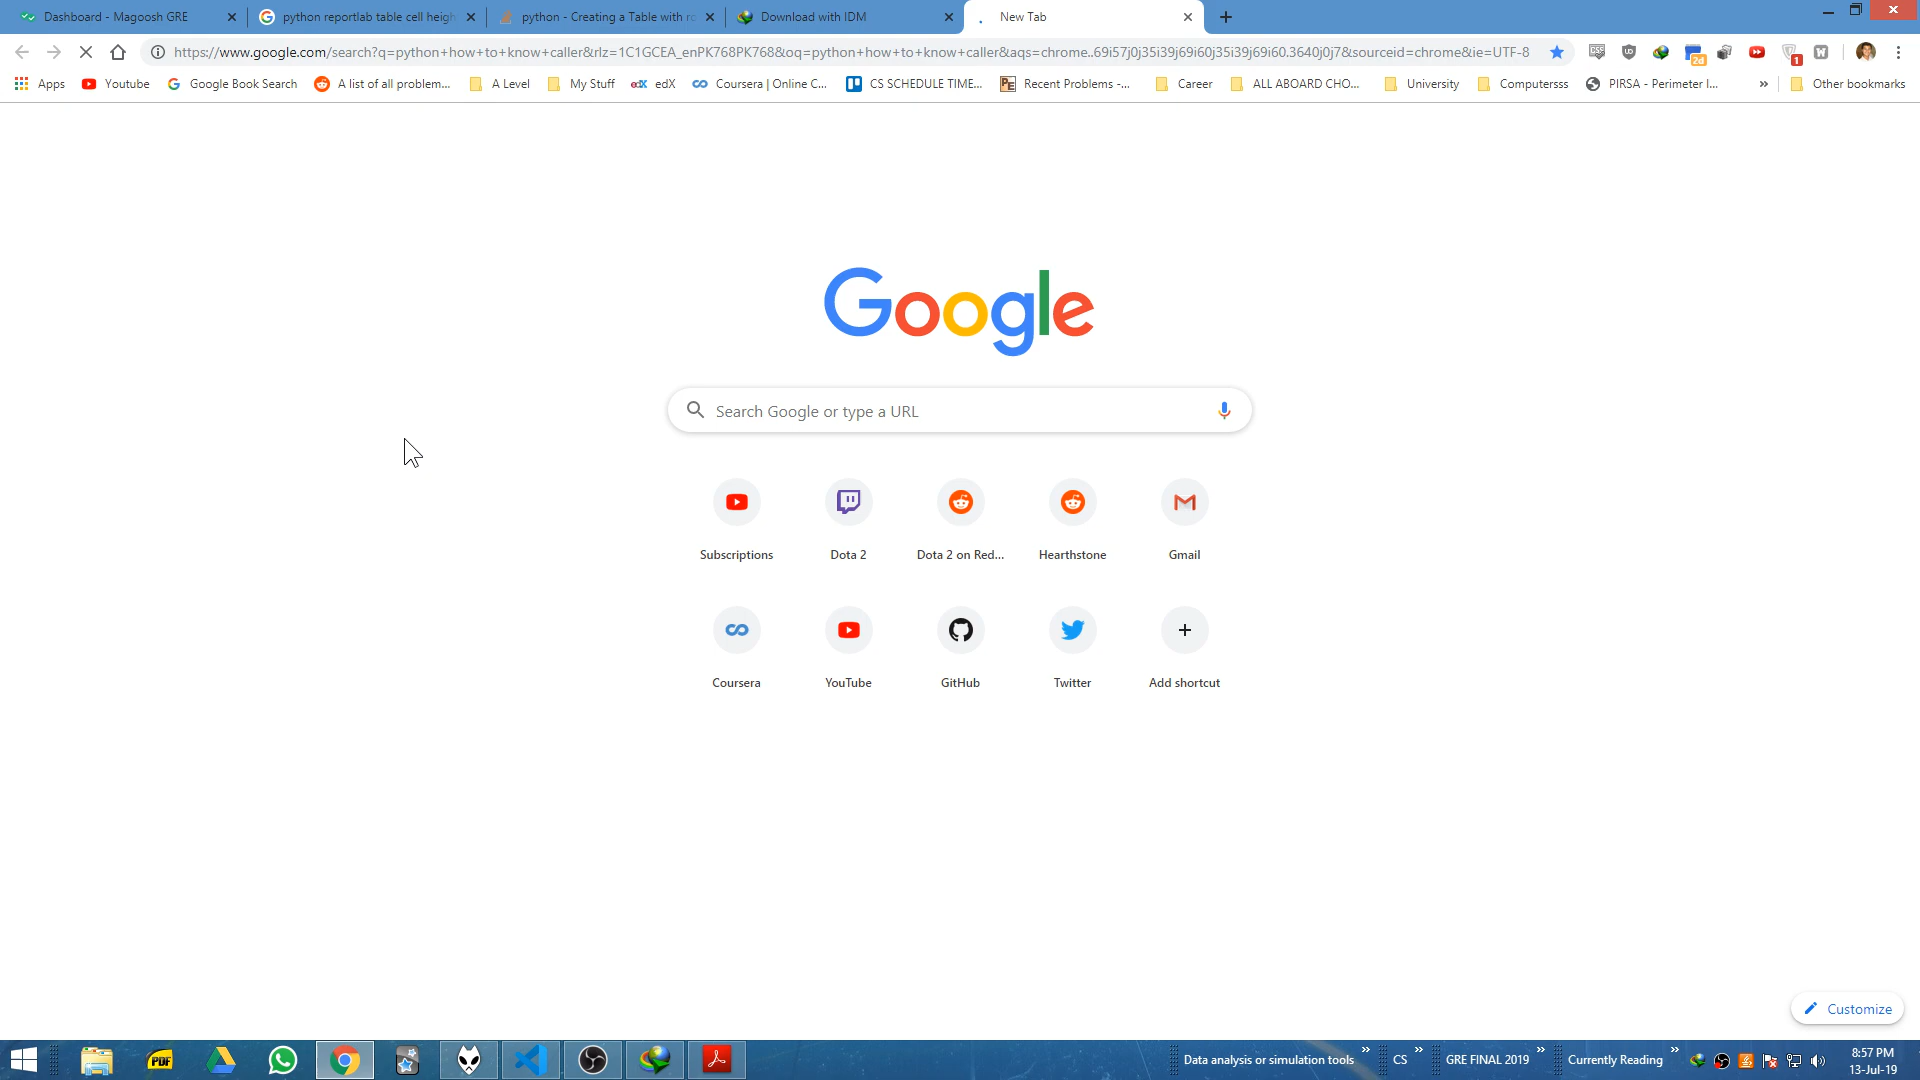 Dashboard - Magoosh GRE
python reportlab table cell heigh
python - Creating a Table with ro
Download with IDM
New Tab
https://www.google.com/search?q=python+how+to+know+caller&rlz=1C1GCEA_enPK768PK768&oq=python+how+to+know+caller&aqs=chrome..69i57j0j35i39j69i60j35i39j69i60.3640j0j7&sourceid=chrome&ie=UTF-8
2d
1
Apps
Youtube
Google Book Search
A list of all problem...
A Level
My Stuff
edX
edX
Coursera | Online C...
CS SCHEDULE TIME...
Recent Problems -...
Career
ALL ABOARD CHO...
University
Computersss
PIRSA - Perimeter I...
»
Other bookmarks
Google
Search Google or type a URL
Subscriptions
Dota 2
Dota 2 on Red...
Hearthstone
Gmail
Coursera
YouTube
GitHub
Twitter
Add shortcut
Customize
PDF
Data analysis or simulation tools »
CS »
GRE FINAL 2019 »
Currently Reading »
8:57 PM
13-Jul-19